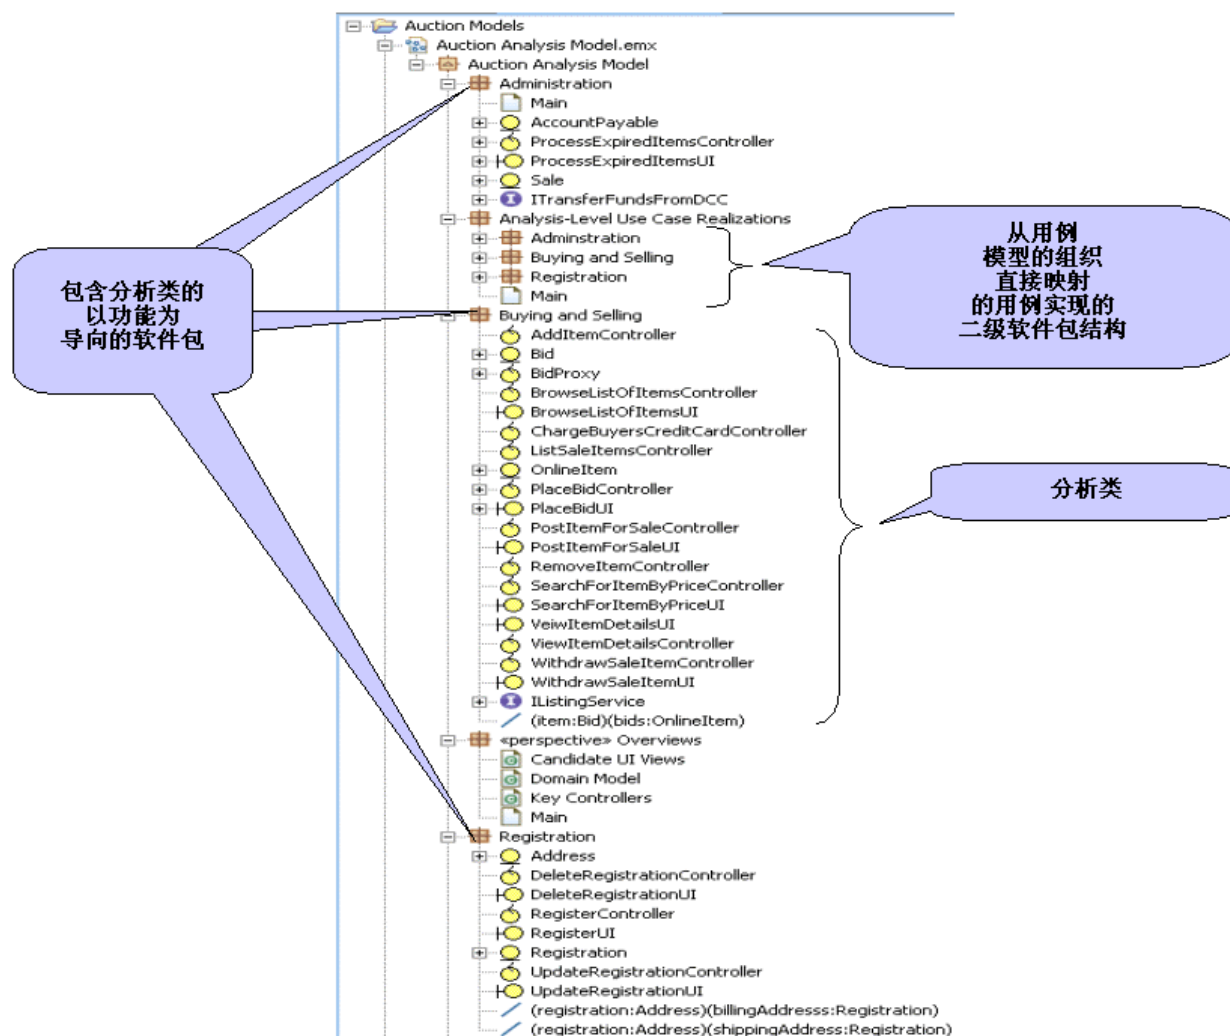 Auction Models
Auction Analysis Model.emx
Auction Analysis Model
Administration
Main
AccountPayable
ProcessExpiredItemsController
ProcessExpiredItemsUI
Sale
ITransferFundsFromDCC
Analysis-Level Use Case Realizations
Adminstration
Buying and Selling
Registration
Main
Buying and Selling
AddItemController
Bid
BidProxy
BrowseListOfItemsController
BrowseListOfItemsUI
ChargeBuyersCreditCardController
ListSaleItemsController
OnlineItem
PlaceBidController
PlaceBidUI
PostItemForSaleController
PostItemForSaleUI
RemoveItemController
SearchForItemByPriceController
SearchForItemByPriceUI
VeiwItemDetailsUI
ViewItemDetailsController
WithdrawSaleItemController
WithdrawSaleItemUI
IListingService
(item:Bid)(bids:OnlineItem)
«perspective» Overviews
Candidate UI Views
Domain Model
Key Controllers
Main
Registration
Address
DeleteRegistrationController
DeleteRegistrationUI
RegisterController
RegisterUI
Registration
UpdateRegistrationController
UpdateRegistrationUI
(registration:Address)(billingAddresss:Registration)
(registration:Address)(shippingAddress:Registration)
包含分析类的
以功能为
导向的软件包
从用例
模型的组织
直接映射
的用例实现的
二级软件包结构
分析类